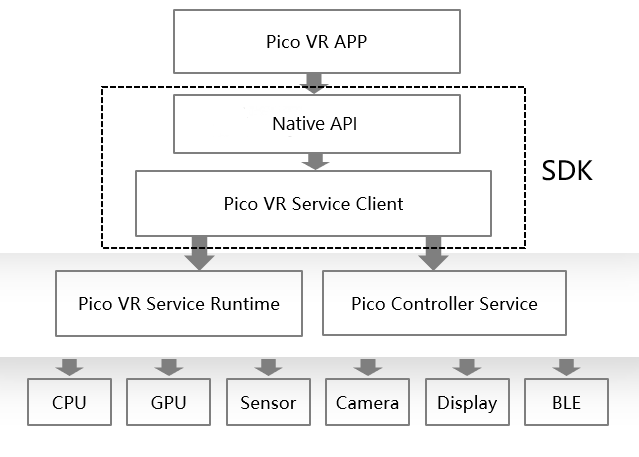 Pico VR APP
Native API
SDK
Pico VR Service Client
Pico VR Service Runtime
Pico Controller Service
CPU
GPU
Sensor
Camera
Display
BLE